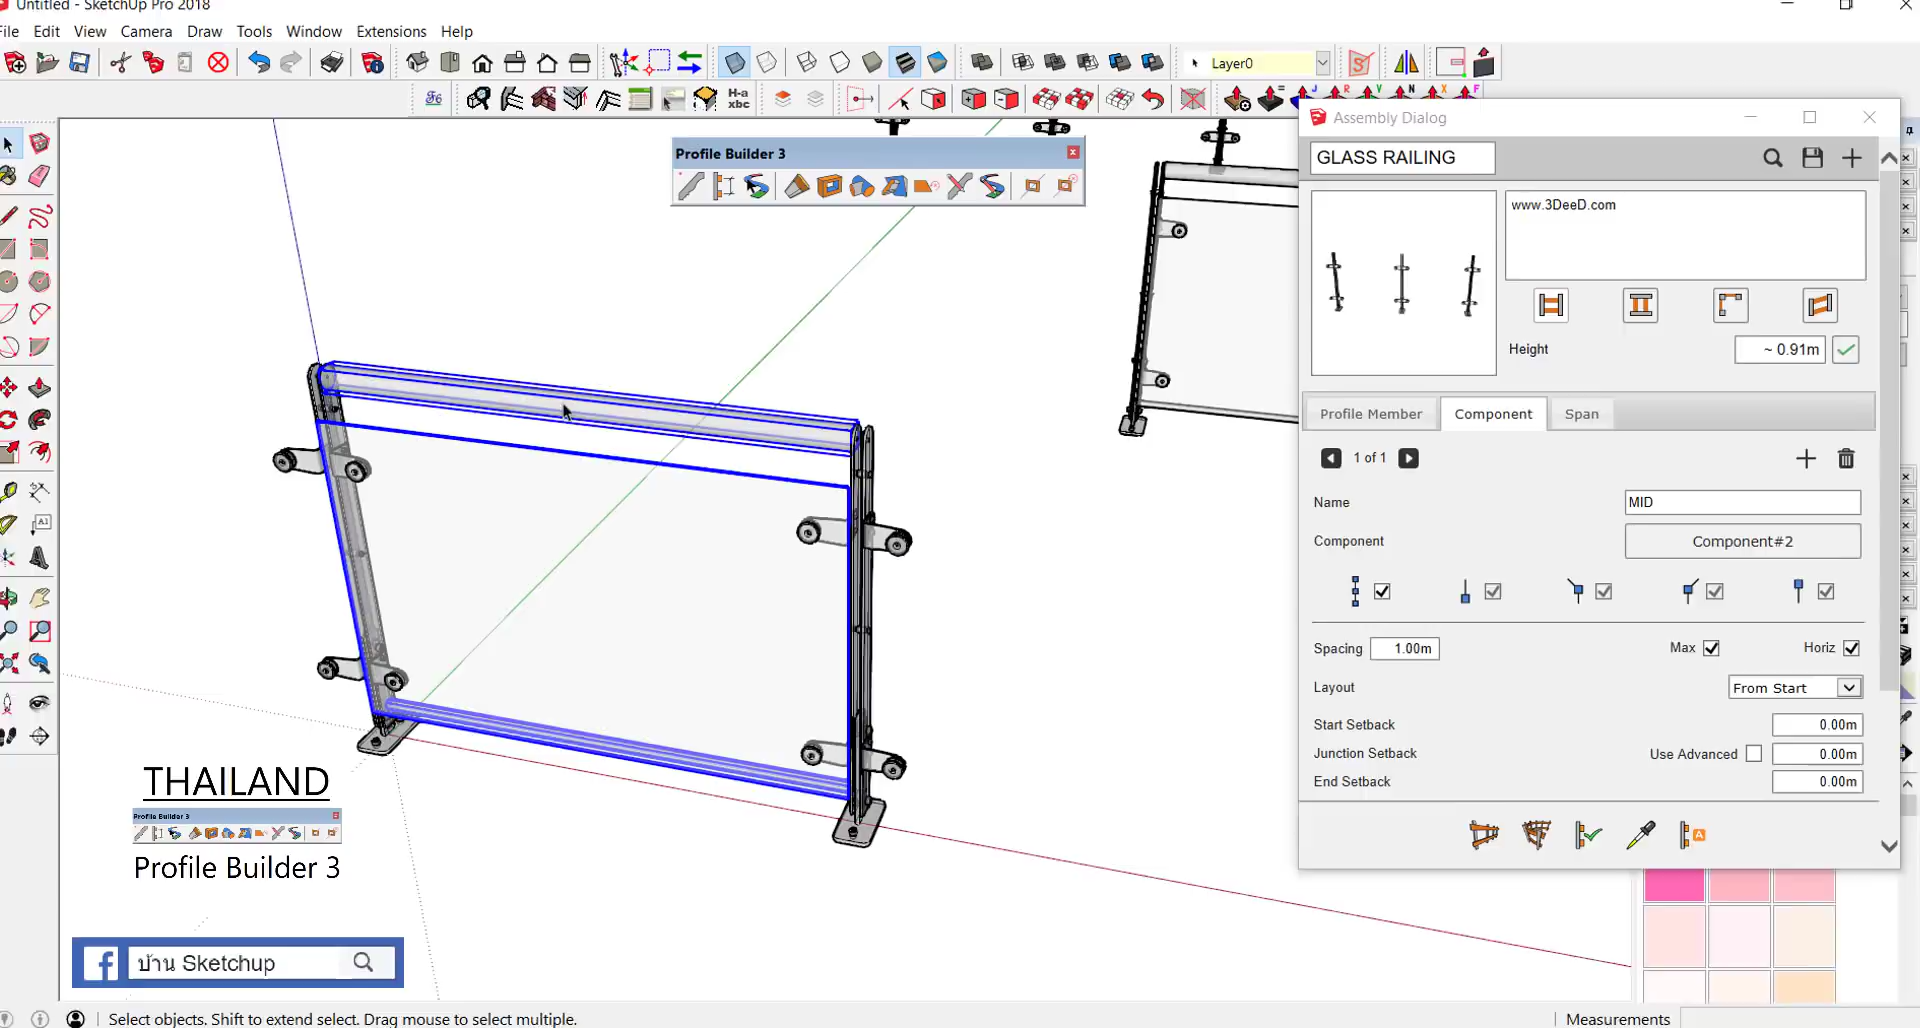 Untitled - SketchUp Pro 2018
File Edit View Camera Draw Tools Window Extensions Help
Layer0
H-a
xbc
J R V N X F
Profile Builder 3
Assembly Dialog
GLASS RAILING
www.3DeeD.com
Height ~ 0.91m
Profile Member Component Span
1 of 1
Name MID
Component Component#2
Spacing 1.00m Max Horiz
Layout From Start
Start Setback 0.00m
Junction Setback Use Advanced 0.00m
End Setback 0.00m
A1
THAILAND
Profile Builder 3
Profile Builder 3
บ้าน Sketchup
Select objects. Shift to extend select. Drag mouse to select multiple.
Measurements